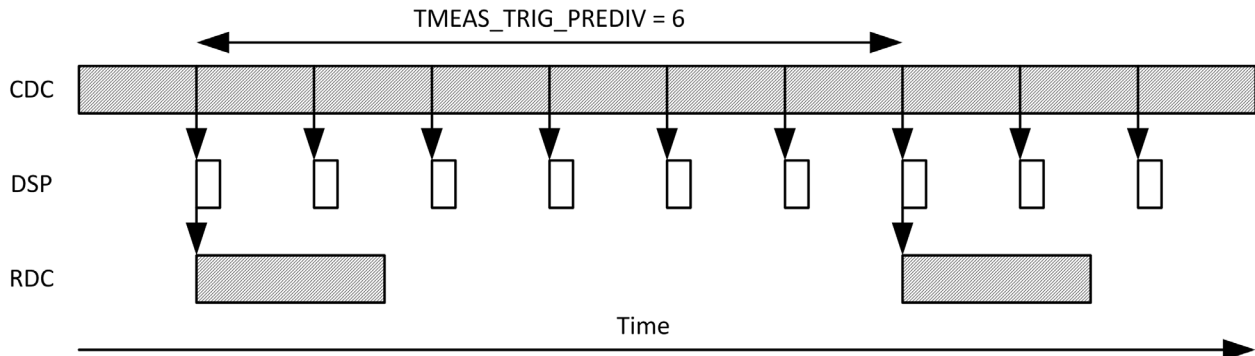 TMEAS_TRIG_PREDIV = 6
CDC
DSP
RDC
Time